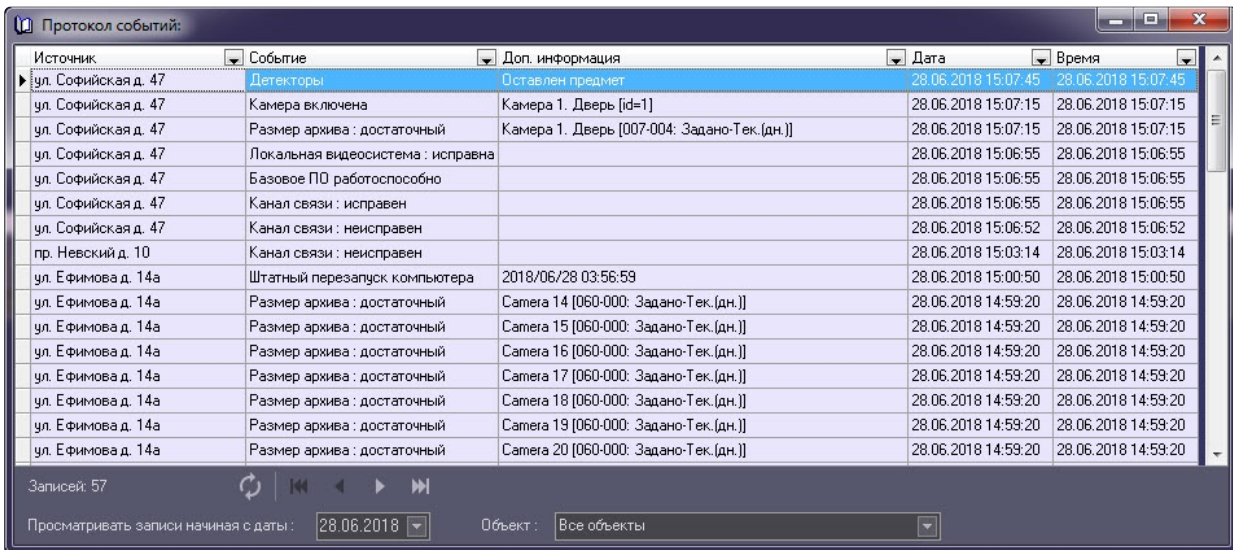 Протокол событий:
Источник Событие Доп. информация Дата Время
ул. Софийская д. 47 Детекторы Оставлен предмет 28.06.2018 15:07:45 28.06.2018 15:07:45
ул. Софийская д. 47 Камера включена Камера 1. Дверь [id=1] 28.06.2018 15:07:15 28.06.2018 15:07:15
ул. Софийская д. 47 Размер архива : достаточный Камера 1. Дверь [007-004: Задано-Тек.(дн.)] 28.06.2018 15:07:15 28.06.2018 15:07:15
ул. Софийская д. 47 Локальная видеосистема : исправна 28.06.2018 15:06:55 28.06.2018 15:06:55
ул. Софийская д. 47 Базовое ПО работоспособно 28.06.2018 15:06:55 28.06.2018 15:06:55
ул. Софийская д. 47 Канал связи : исправен 28.06.2018 15:06:55 28.06.2018 15:06:55
ул. Софийская д. 47 Канал связи : неисправен 28.06.2018 15:06:52 28.06.2018 15:06:52
пр. Невский д. 10 Канал связи : неисправен 28.06.2018 15:03:14 28.06.2018 15:03:14
ул. Ефимова д. 14а Штатный перезапуск компьютера 2018/06/28 03:56:59 28.06.2018 15:00:50 28.06.2018 15:00:50
ул. Ефимова д. 14а Размер архива : достаточный Camera 14 [060-000: Задано-Тек.(дн.)] 28.06.2018 14:59:20 28.06.2018 14:59:20
ул. Ефимова д. 14а Размер архива : достаточный Camera 15 [060-000: Задано-Тек.(дн.)] 28.06.2018 14:59:20 28.06.2018 14:59:20
ул. Ефимова д. 14а Размер архива : достаточный Camera 16 [060-000: Задано-Тек.(дн.)] 28.06.2018 14:59:20 28.06.2018 14:59:20
ул. Ефимова д. 14а Размер архива : достаточный Camera 17 [060-000: Задано-Тек.(дн.)] 28.06.2018 14:59:20 28.06.2018 14:59:20
ул. Ефимова д. 14а Размер архива : достаточный Camera 18 [060-000: Задано-Тек.(дн.)] 28.06.2018 14:59:20 28.06.2018 14:59:20
ул. Ефимова д. 14а Размер архива : достаточный Camera 19 [060-000: Задано-Тек.(дн.)] 28.06.2018 14:59:20 28.06.2018 14:59:20
ул. Ефимова д. 14а Размер архива : достаточный Camera 20 [060-000: Задано-Тек.(дн.)] 28.06.2018 14:59:20 28.06.2018 14:59:20
Записей: 57
Просматривать записи начиная с даты : 28.06.2018 Объект : Все объекты